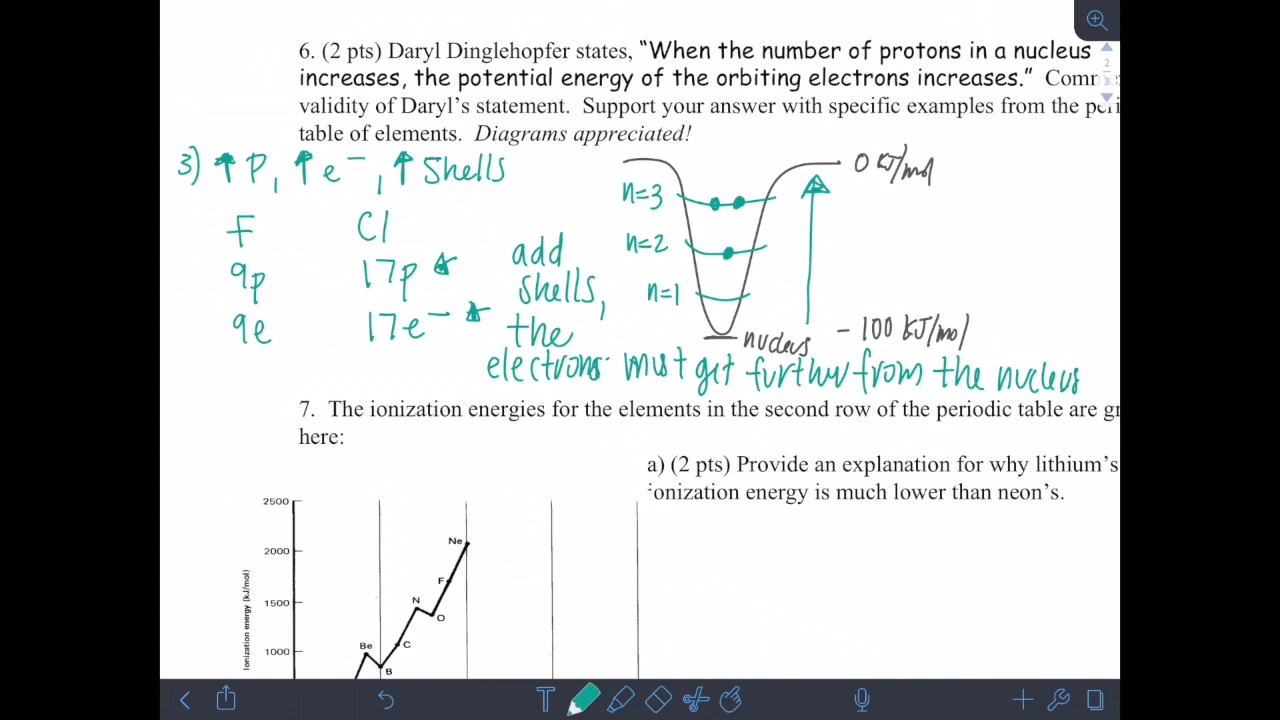 6. (2 pts) Daryl Dinglehopfer states, “When the number of protons in a nucleus
increases, the potential energy of the orbiting electrons increases.” Comm
validity of Daryl’s statement. Support your answer with specific examples from the peri
table of elements. Diagrams appreciated!
2
3
3) ↑ P, ↑ e⁻, ↑ Shells
F Cl
9p 17p
9e 17e⁻
add
shells,
the
electrons must get further from the nucleus
0 kJ/mol
n=3
n=2
n=1
nucleus - 100 kJ/mol
7. The ionization energies for the elements in the second row of the periodic table are gr
here:
a) (2 pts) Provide an explanation for why lithium’s
ionization energy is much lower than neon’s.
Ionization energy (kJ/mol)
2500
2000
1500
1000
Ne
F
N
O
Be
C
B
T